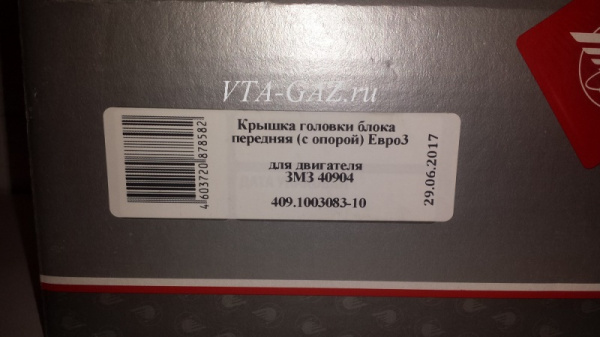 VTA-GAZ.ru
Крышка головки блока
передняя (с опорой) Евро3
для двигателя
ЗМЗ 40904
409.1003083-10
4603720878582
29.06.2017